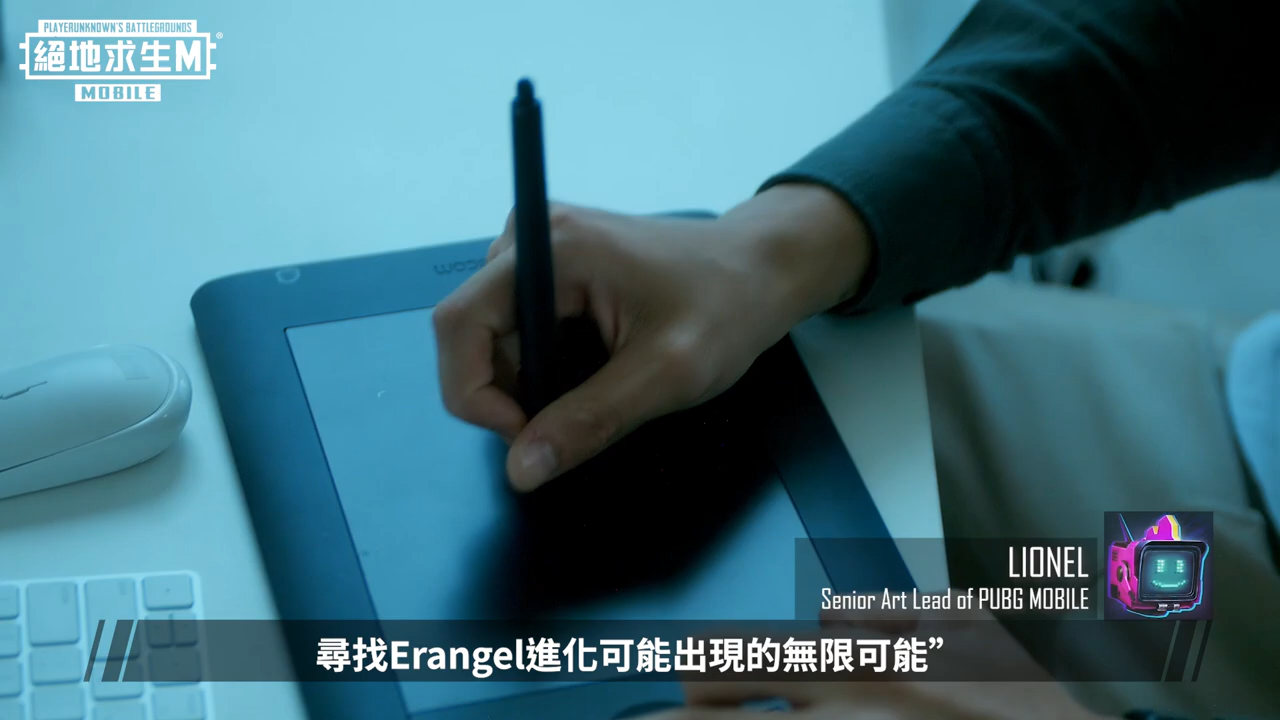 PLAYERUNKNOWN'S BATTLEGROUNDS
絕地求生M®
MOBILE
wacom
LIONEL
Senior Art Lead of PUBG MOBILE
尋找Erangel進化可能出現的無限可能”